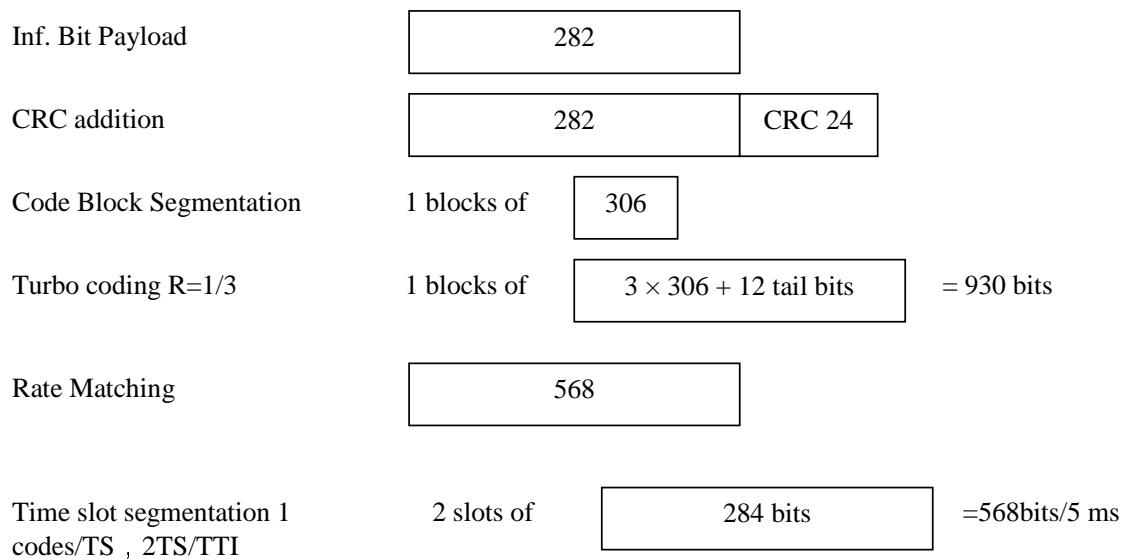 Inf. Bit Payload 282
CRC addition 282 CRC 24
Code Block Segmentation 1 blocks of 306
Turbo coding R=1/3 1 blocks of 3 × 306 + 12 tail bits = 930 bits
Rate Matching 568
Time slot segmentation 1 2 slots of 284 bits =568bits/5 ms
codes/TS , 2TS/TTI